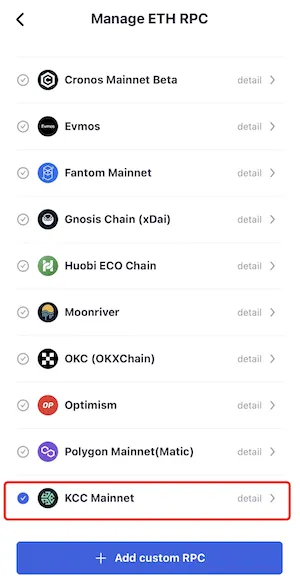 Manage ETH RPC
Cronos Mainnet Beta detail
Evmos Evmos detail
Fantom Mainnet detail
Gnosis Chain (xDai) detail
Huobi ECO Chain detail
Moonriver detail
OKC (OKXChain) detail
OP Optimism detail
Polygon Mainnet(Matic) detail
KCC Mainnet detail
+ Add custom RPC